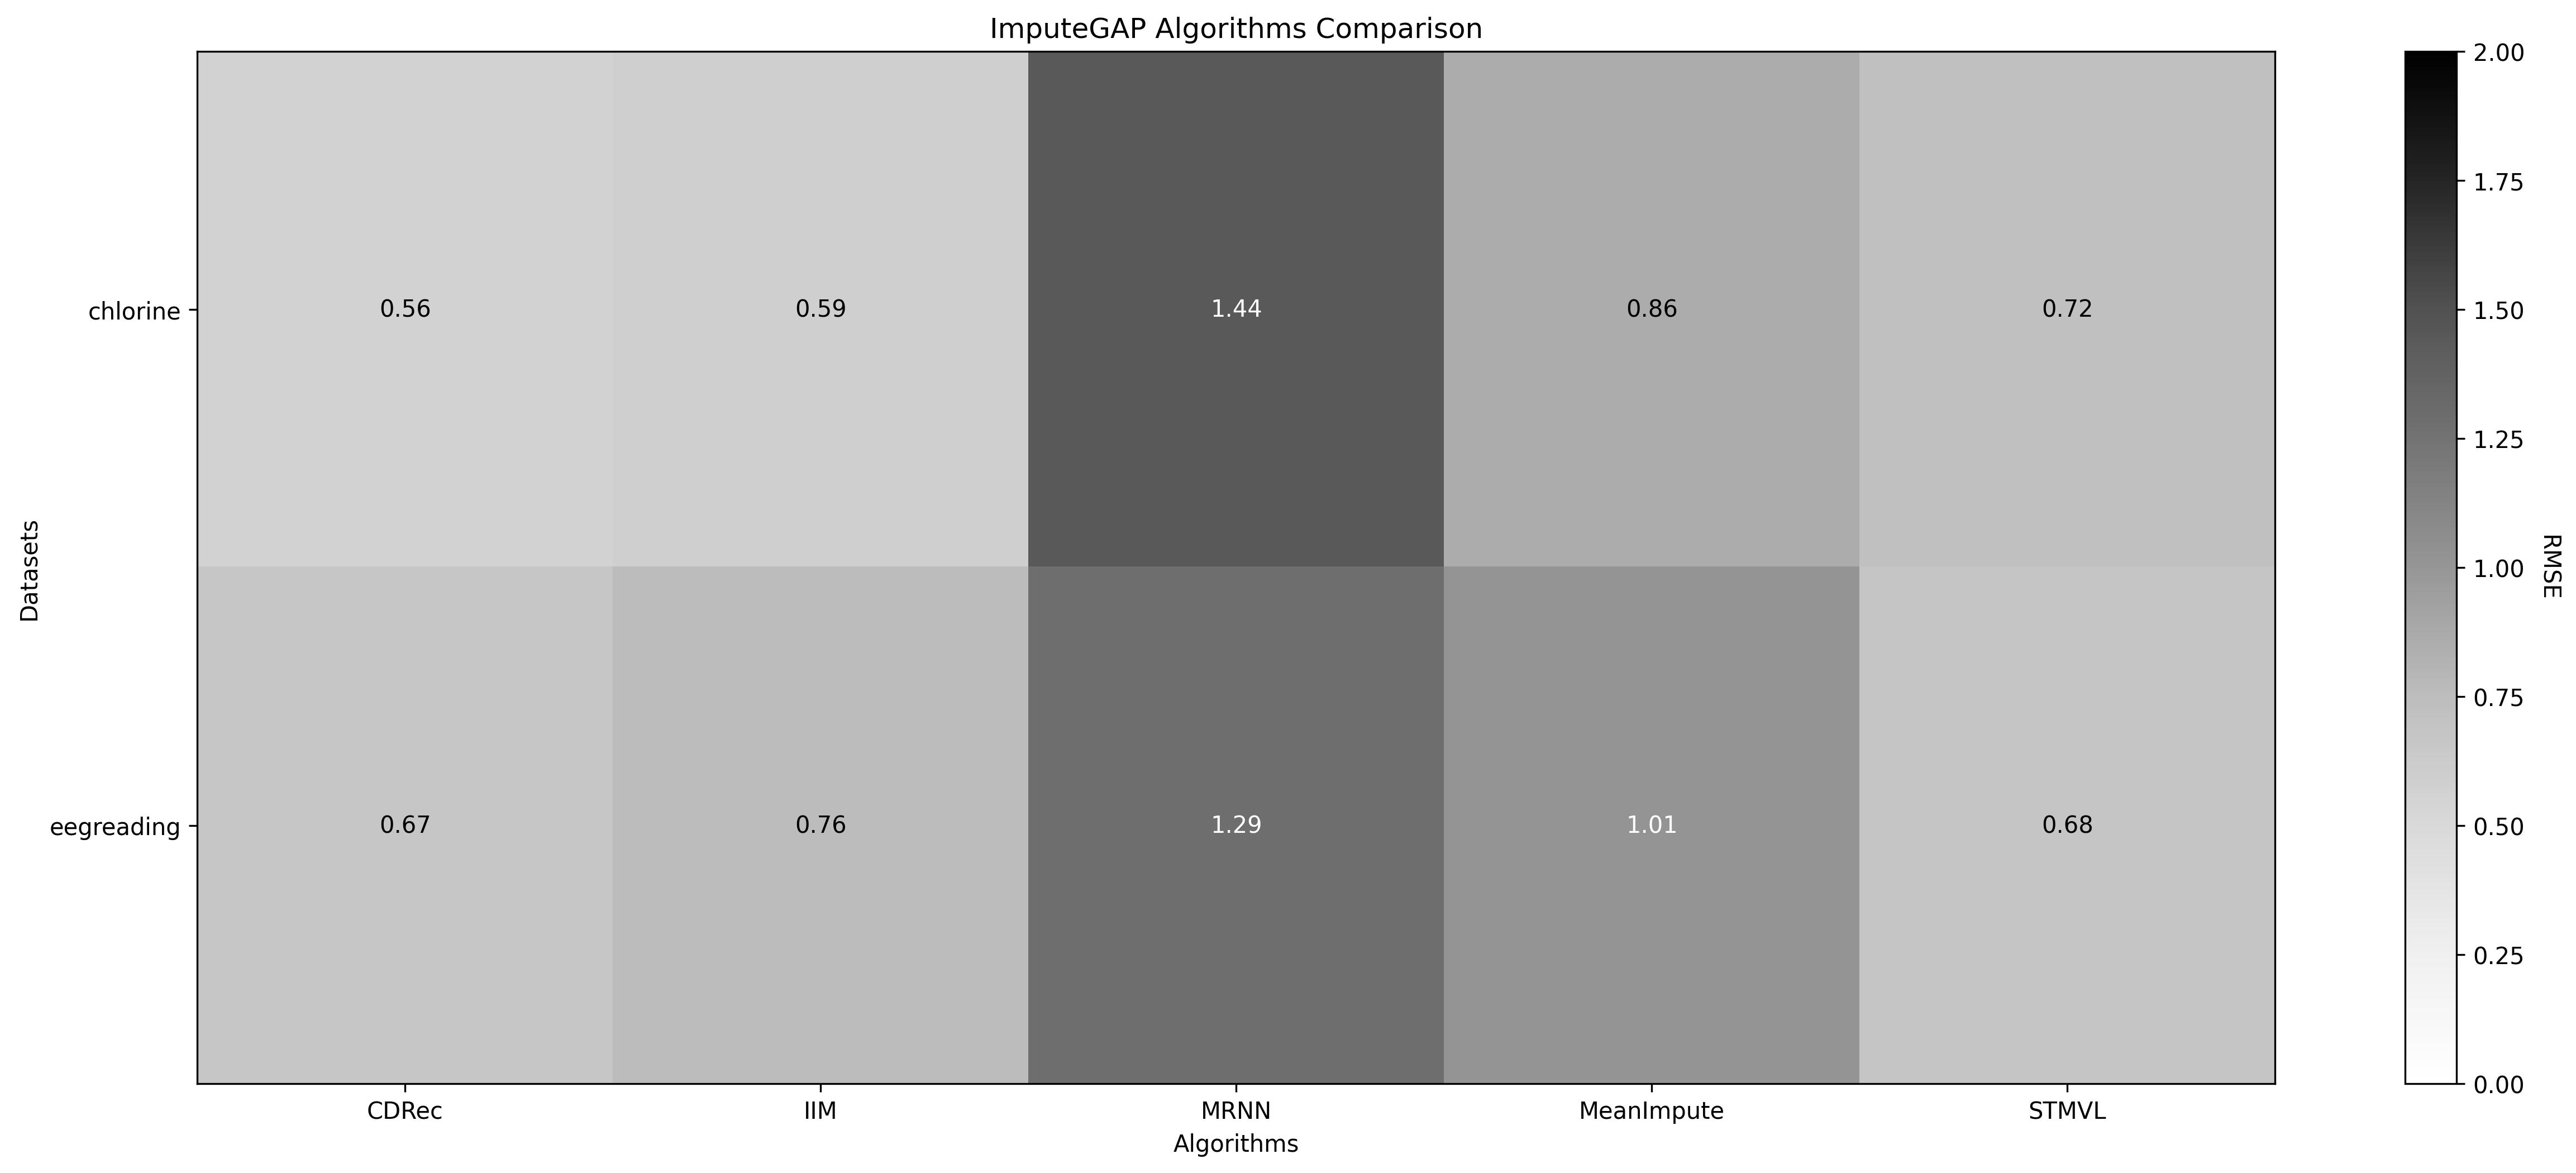 ImputeGAP Algorithms Comparison
Datasets
chlorine
0.56 0.59 1.44 0.86 0.72
eegreading
0.67 0.76 1.29 1.01 0.68
CDRec IIM MRNN MeanImpute STMVL
Algorithms
2.00
1.75
1.50
1.25
1.00
0.75
0.50
0.25
0.00
RMSE